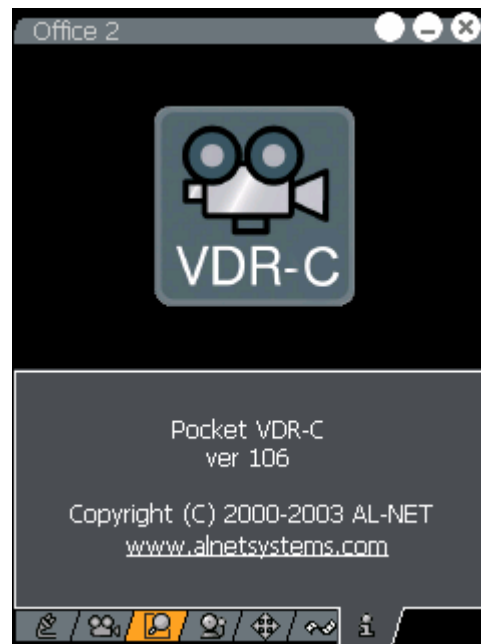 Office 2
VDR-C
Pocket VDR-C
ver 106
Copyright (C) 2000-2003 AL-NET
www.alnetsystems.com